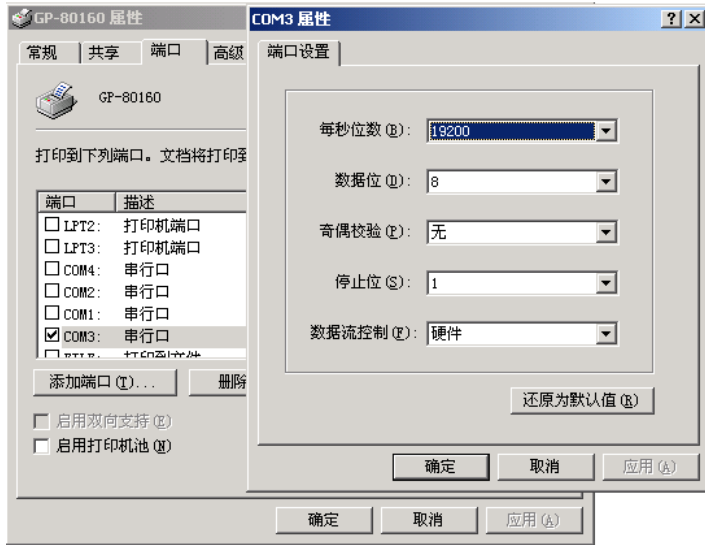 GP-80160 属性
常规 共享 端口 高级
GP-80160
打印到下列端口。文档将打印到
端口 描述
LPT2: 打印机端口
LPT3: 打印机端口
COM4: 串行口
COM2: 串行口
COM1: 串行口
COM3: 串行口
FILE: 打印到文件
添加端口(T)... 删除
启用双向支持(E)
启用打印机池(N)
确定 取消 应用(A)
COM3 属性
端口设置
每秒位数(B): 19200
数据位(D): 8
奇偶校验(P): 无
停止位(S): 1
数据流控制(F): 硬件
还原为默认值(R)
确定 取消 应用(A)